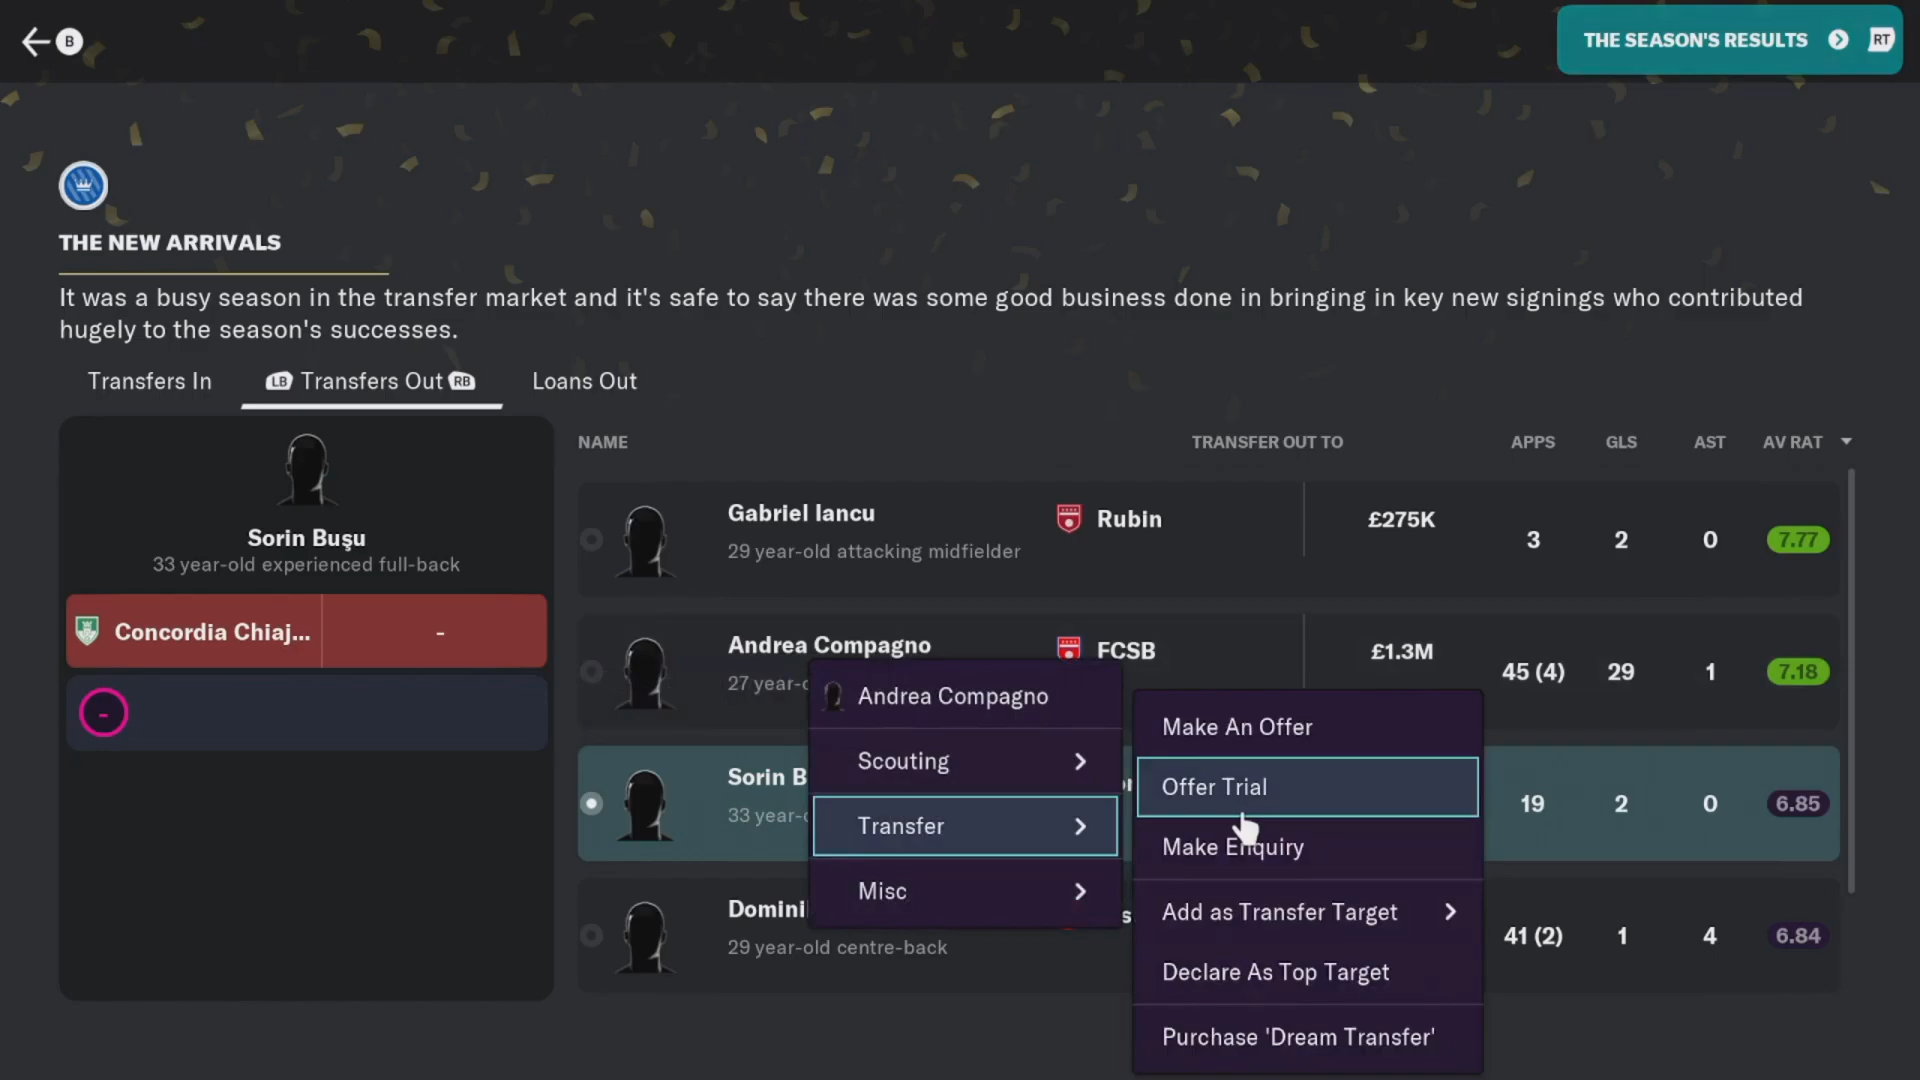 B
THE SEASON'S RESULTS RT
THE NEW ARRIVALS
It was a busy season in the transfer market and it's safe to say there was some good business done in bringing in key new signings who contributed
hugely to the season's successes.
Transfers In LB Transfers Out RB Loans Out
Sorin Buşu
33 year-old experienced full-back
Concordia Chiaj... -
-
NAME TRANSFER OUT TO APPS GLS AST AV RAT
Gabriel Iancu
29 year-old attacking midfielder
Rubin £275K 3 2 0 7.77
Andrea Compagno
27 year-
FCSB £1.3M 45 (4) 29 1 7.18
Sorin B
33 year-
19 2 0 6.85
Domini
29 year-old centre-back
41 (2) 1 4 6.84
Andrea Compagno
Scouting
Transfer
Misc
Make An Offer
Offer Trial
Make Enquiry
Add as Transfer Target
Declare As Top Target
Purchase 'Dream Transfer'